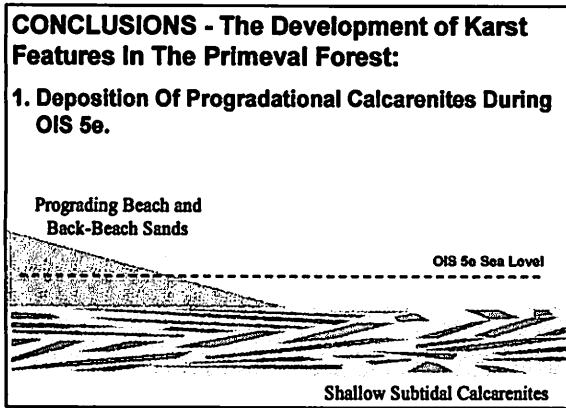 CONCLUSIONS - The Development of Karst
Features in The Primeval Forest:
1. Deposition Of Progradational Calcarenites During
OIS 5e.
Prograding Beach and
Back-Beach Sands
OIS 5e Sea Level
Shallow Subtidal Calcarenites